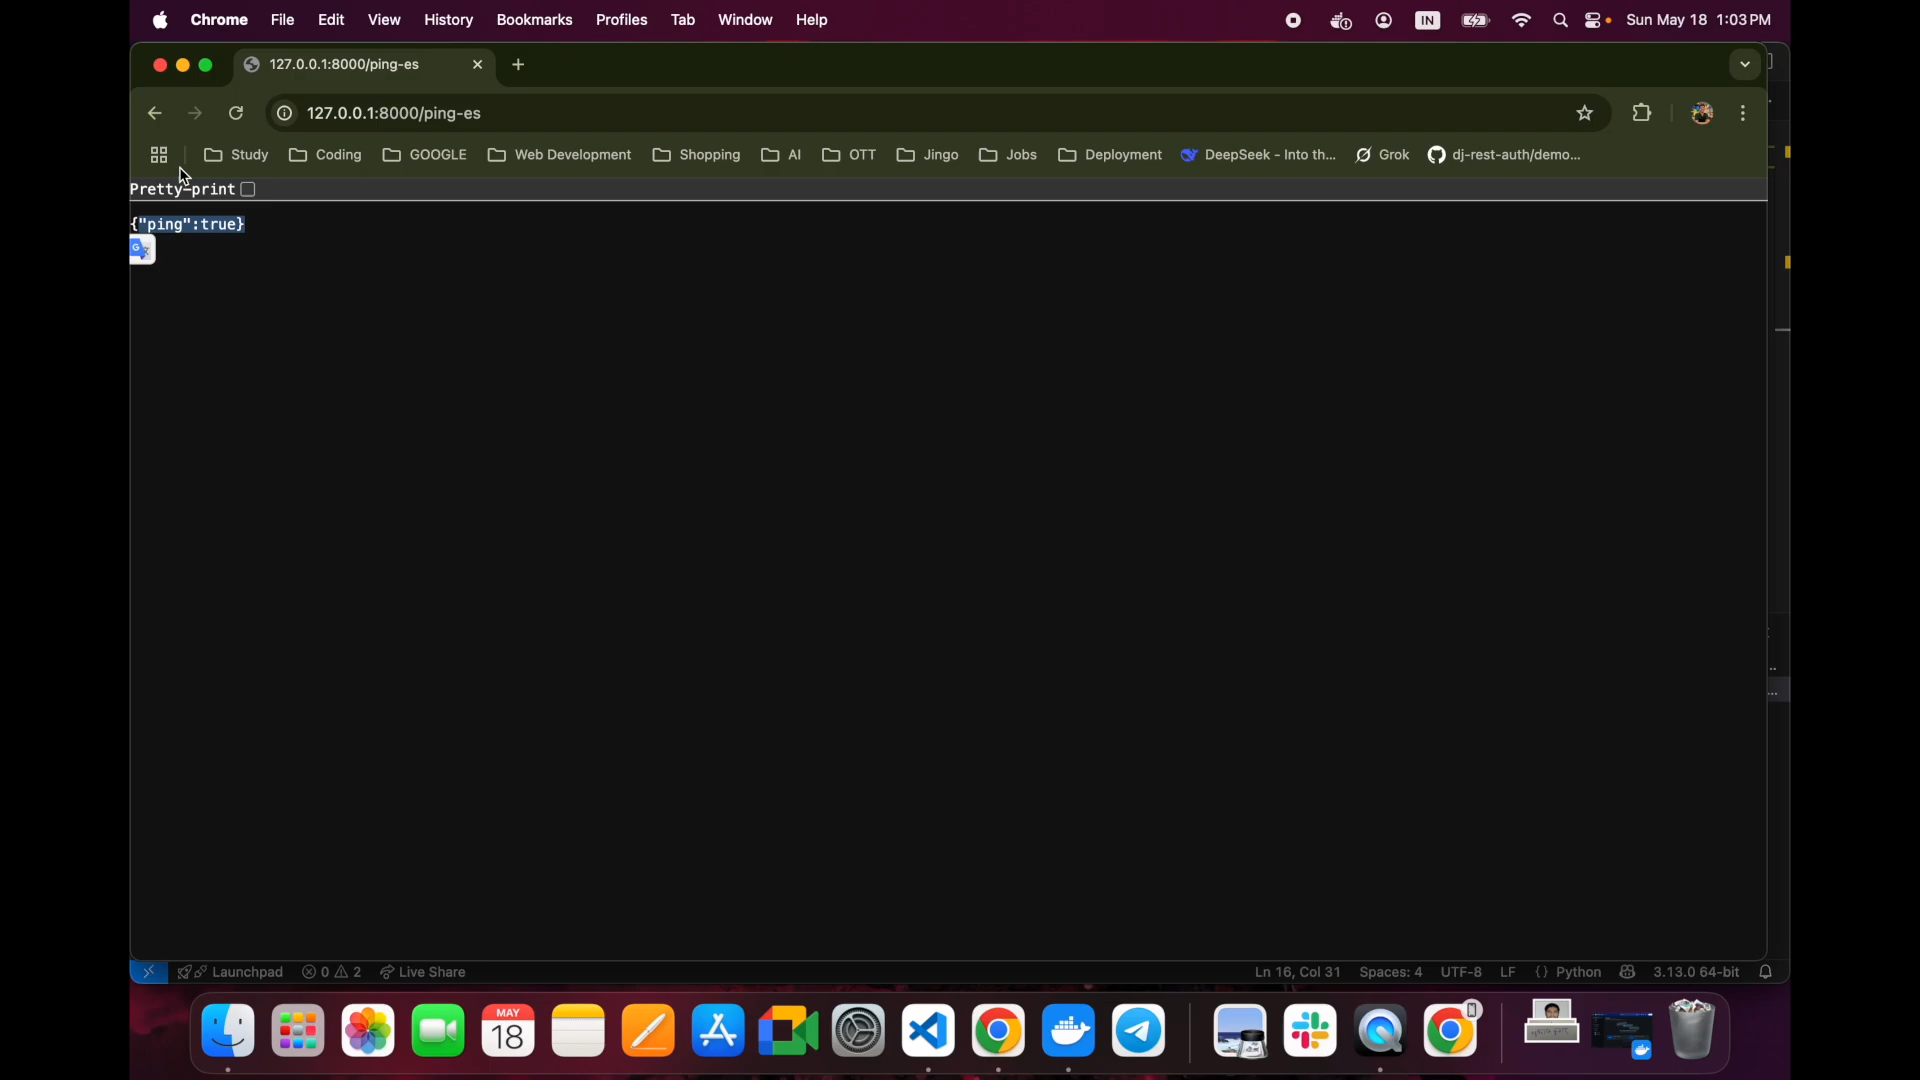 Chrome File Edit View History Bookmarks Profiles Tab Window Help IN Sun May 18 1:03 PM
127.0.0.1:8000/ping-es
127.0.0.1:8000/ping-es
Study Coding GOOGLE Web Development Shopping AI OTT Jingo Jobs Deployment DeepSeek - Into th... Grok dj-rest-auth/demo...
Pretty-print
{"ping":true}
Launchpad 0 2 Live Share Ln 16, Col 31 Spaces: 4 UTF-8 LF {} Python 3.13.0 64-bit
MAY
18